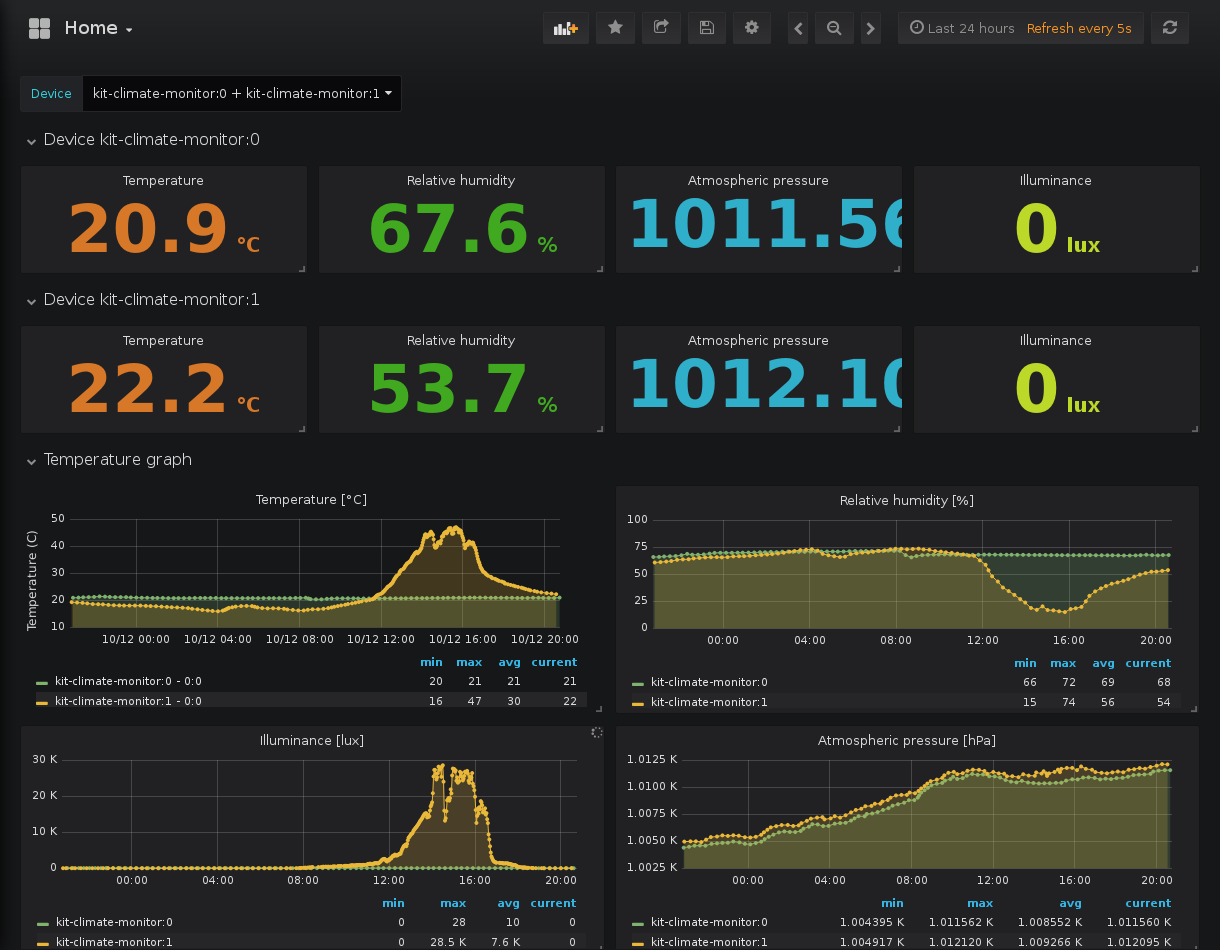 Home
Last 24 hours Refresh every 5s
Device kit-climate-monitor:0 + kit-climate-monitor:1
Device kit-climate-monitor:0
Temperature Relative humidity Atmospheric pressure Illuminance
20.9 °C 67.6 % 1011.56 0 lux
Device kit-climate-monitor:1
Temperature Relative humidity Atmospheric pressure Illuminance
22.2 °C 53.7 % 1012.10 0 lux
Temperature graph
Temperature [°C]
Temperature (C)
50
40
30
20
10
10/12 00:00 10/12 04:00 10/12 08:00 10/12 12:00 10/12 16:00 10/12 20:00
min max avg current
kit-climate-monitor:0 - 0:0 20 21 21 21
kit-climate-monitor:1 - 0:0 16 47 30 22
Relative humidity [%]
100
75
50
25
0
00:00 04:00 08:00 12:00 16:00 20:00
min max avg current
kit-climate-monitor:0 66 72 69 68
kit-climate-monitor:1 15 74 56 54
Illuminance [lux]
30 K
20 K
10 K
0
00:00 04:00 08:00 12:00 16:00 20:00
min max avg current
kit-climate-monitor:0 0 28 10 0
kit-climate-monitor:1 0 28.5 K 7.6 K 0
Atmospheric pressure [hPa]
1.0125 K
1.0100 K
1.0075 K
1.0050 K
1.0025 K
00:00 04:00 08:00 12:00 16:00 20:00
min max avg current
kit-climate-monitor:0 1.004395 K 1.011562 K 1.008552 K 1.011560 K
kit-climate-monitor:1 1.004917 K 1.012120 K 1.009266 K 1.012095 K